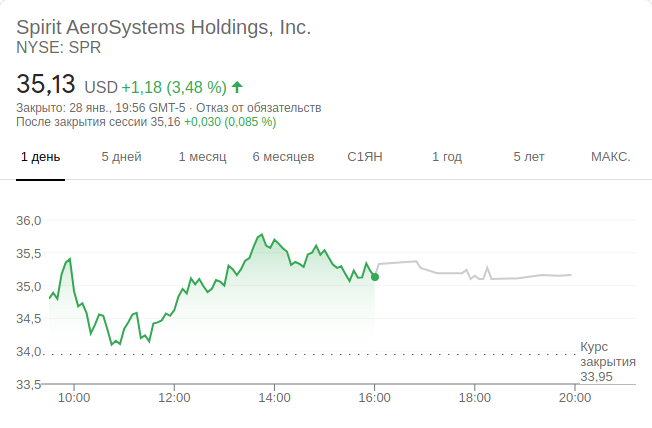 Spirit AeroSystems Holdings, Inc.
NYSE: SPR
35,13 USD +1,18 (3,48 %)
Закрыто: 28 янв., 19:56 GMT-5 · Отказ от обязательств
После закрытия сессии 35,16 +0,030 (0,085 %)
1 день 5 дней 1 месяц 6 месяцев С1ЯН 1 год 5 лет МАКС.
36,0
35,5
35,0
34,5
34,0
Курс
закрытия
33,95
33,5
10:00 12:00 14:00 16:00 18:00 20:00